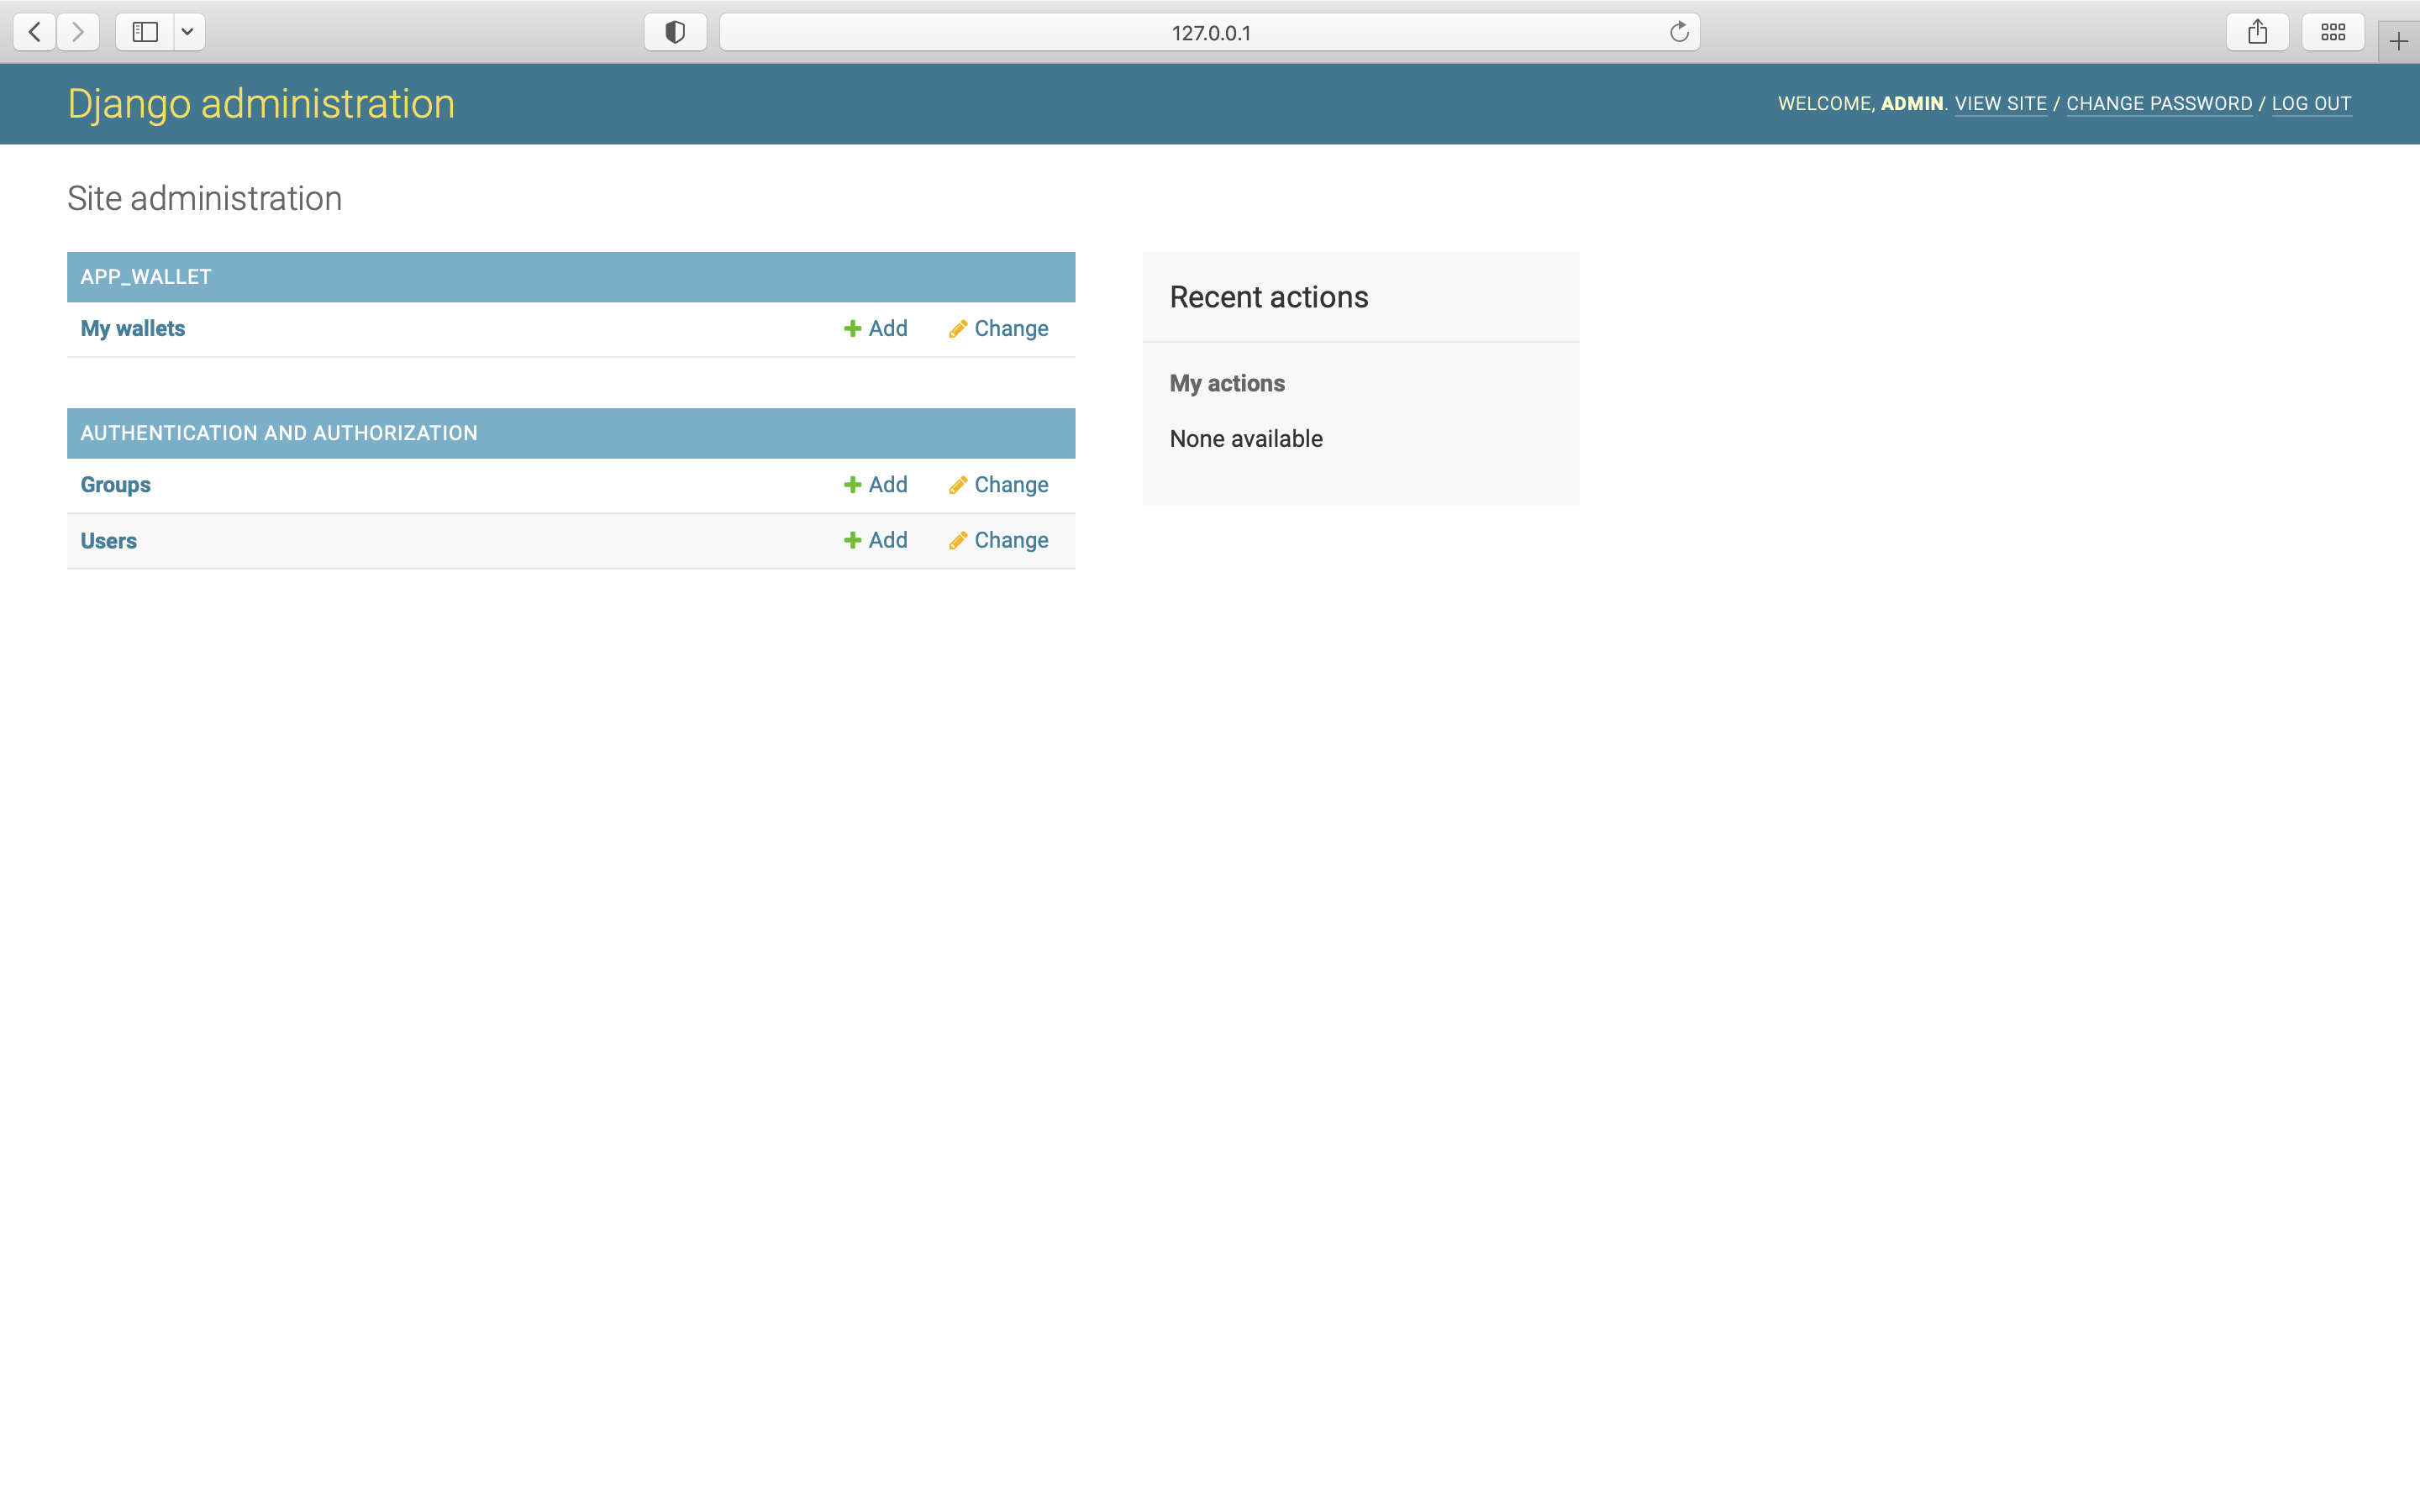 127.0.0.1
Django administration
WELCOME, ADMIN. VIEW SITE / CHANGE PASSWORD / LOG OUT
Site administration
APP_WALLET
My wallets Add Change
AUTHENTICATION AND AUTHORIZATION
Groups Add Change
Users Add Change
Recent actions
My actions
None available